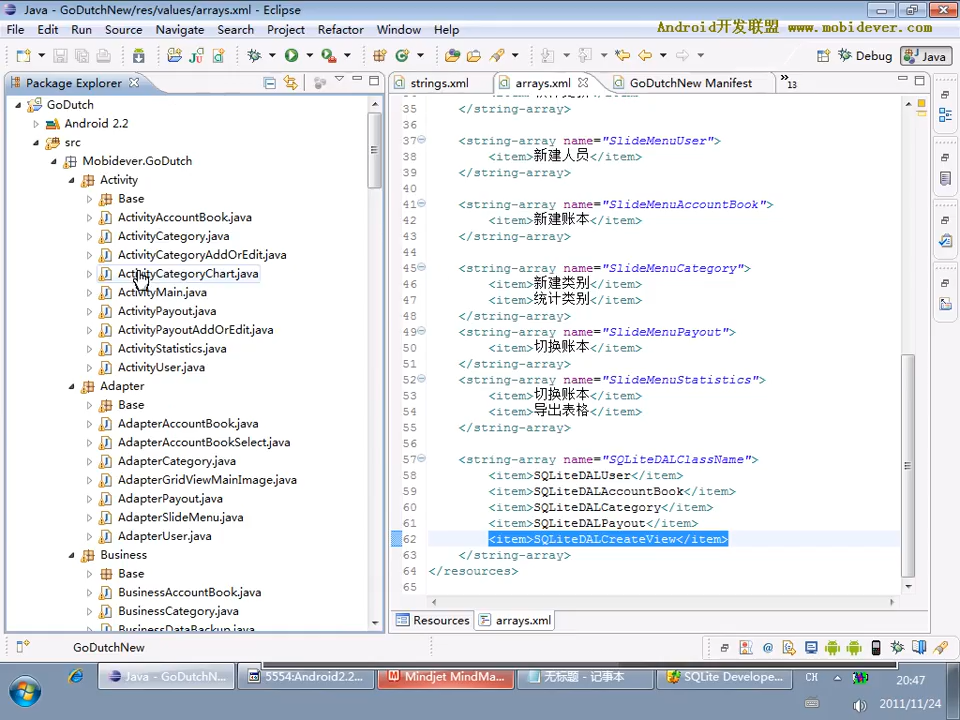 Java - GoDutchNew/res/values/arrays.xml - Eclipse
File Edit Run Source Navigate Search Project Refactor Window Help
Android开发联盟 www.mobidever.com
Debug Java
Package Explorer
strings.xml arrays.xml GoDutchNew Manifest »13
GoDutch
Android 2.2
src
Mobidever.GoDutch
Activity
Base
ActivityAccountBook.java
ActivityCategory.java
ActivityCategoryAddOrEdit.java
ActivityCategoryChart.java
ActivityMain.java
ActivityPayout.java
ActivityPayoutAddOrEdit.java
ActivityStatistics.java
ActivityUser.java
Adapter
Base
AdapterAccountBook.java
AdapterAccountBookSelect.java
AdapterCategory.java
AdapterGridViewMainImage.java
AdapterPayout.java
AdapterSlideMenu.java
AdapterUser.java
Business
Base
BusinessAccountBook.java
BusinessCategory.java
BusinessDataBackup.java
35 </string-array>
36
37 <string-array name="SlideMenuUser">
38 <item>新建人员</item>
39 </string-array>
40
41 <string-array name="SlideMenuAccountBook">
42 <item>新建账本</item>
43 </string-array>
44
45 <string-array name="SlideMenuCategory">
46 <item>新建类别</item>
47 <item>统计类别</item>
48 </string-array>
49 <string-array name="SlideMenuPayout">
50 <item>切换账本</item>
51 </string-array>
52 <string-array name="SlideMenuStatistics">
53 <item>切换账本</item>
54 <item>导出表格</item>
55 </string-array>
56
57 <string-array name="SQLiteDALClassName">
58 <item>SQLiteDALUser</item>
59 <item>SQLiteDALAccountBook</item>
60 <item>SQLiteDALCategory</item>
61 <item>SQLiteDALPayout</item>
62 <item>SQLiteDALCreateView</item>
63 </string-array>
64 </resources>
65
Resources arrays.xml
GoDutchNew
Java - GoDutchN... 5554:Android2.2... Mindjet MindMa... 无标题 - 记事本 SQLite Develope... CH 20:47
2011/11/24